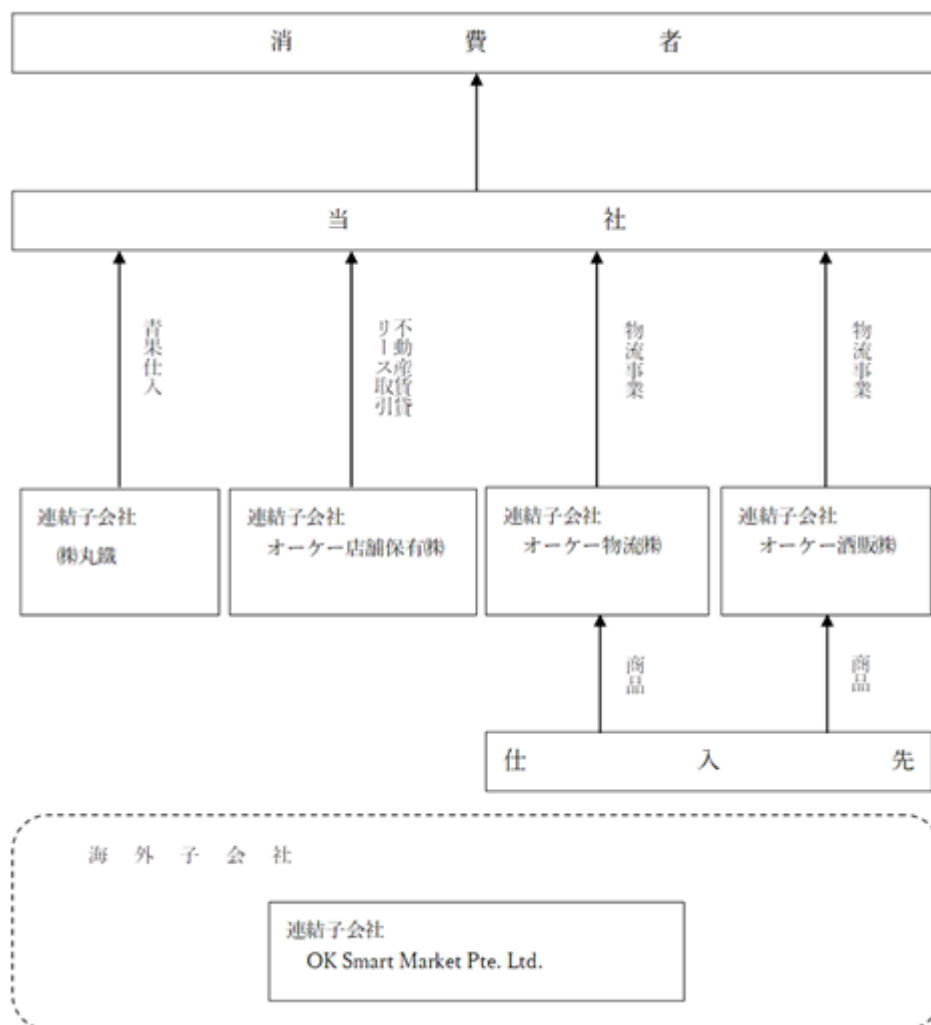 消費者
当社
青果仕入
不動産賃貸
リース取引
物流事業
物流事業
連結子会社
㈱丸鐵
連結子会社
オーケー店舗保有㈱
連結子会社
オーケー物流㈱
連結子会社
オーケー酒販㈱
商品
商品
仕入先
海外子会社
連結子会社
OK Smart Market Pte. Ltd.